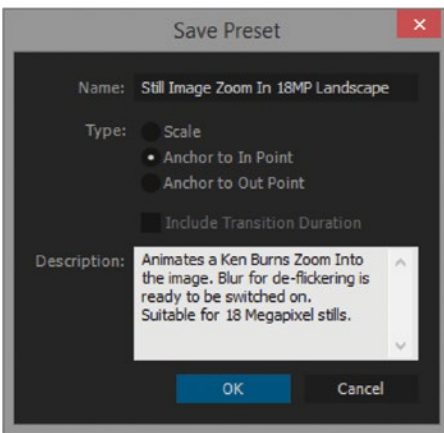 Save Preset
Name: Still Image Zoom In 18MP Landscape
Type: Scale
Anchor to In Point
Anchor to Out Point
Include Transition Duration
Description: Animates a Ken Burns Zoom Into
the image. Blur for de-flickering is
ready to be switched on.
Suitable for 18 Megapixel stills.
OK Cancel